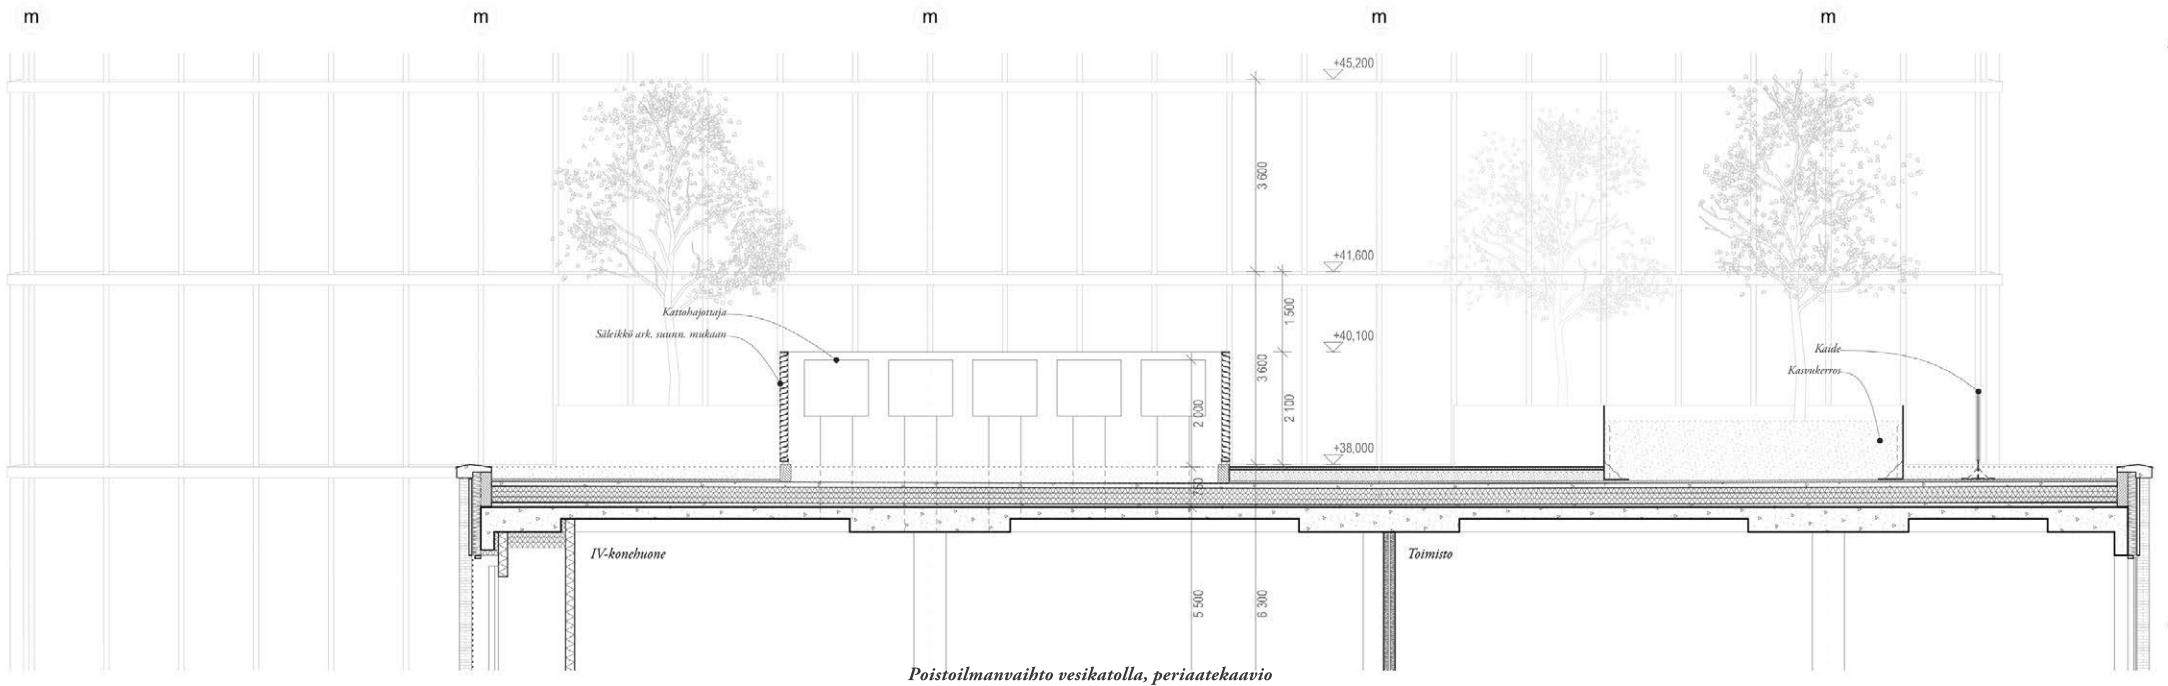 m m m m m
+45,200
3 600
+41,600
Kattohajottaja
1 500
Säleikkö ark. suunn. mukaan
+40,100
Kaide
3 600
Kasvukerros
2 000
2 100
+38,000
750
IV-konehuone
Toimisto
5 500
6 300
Poistoilmanvaihto vesikatolla, periaatekaavio